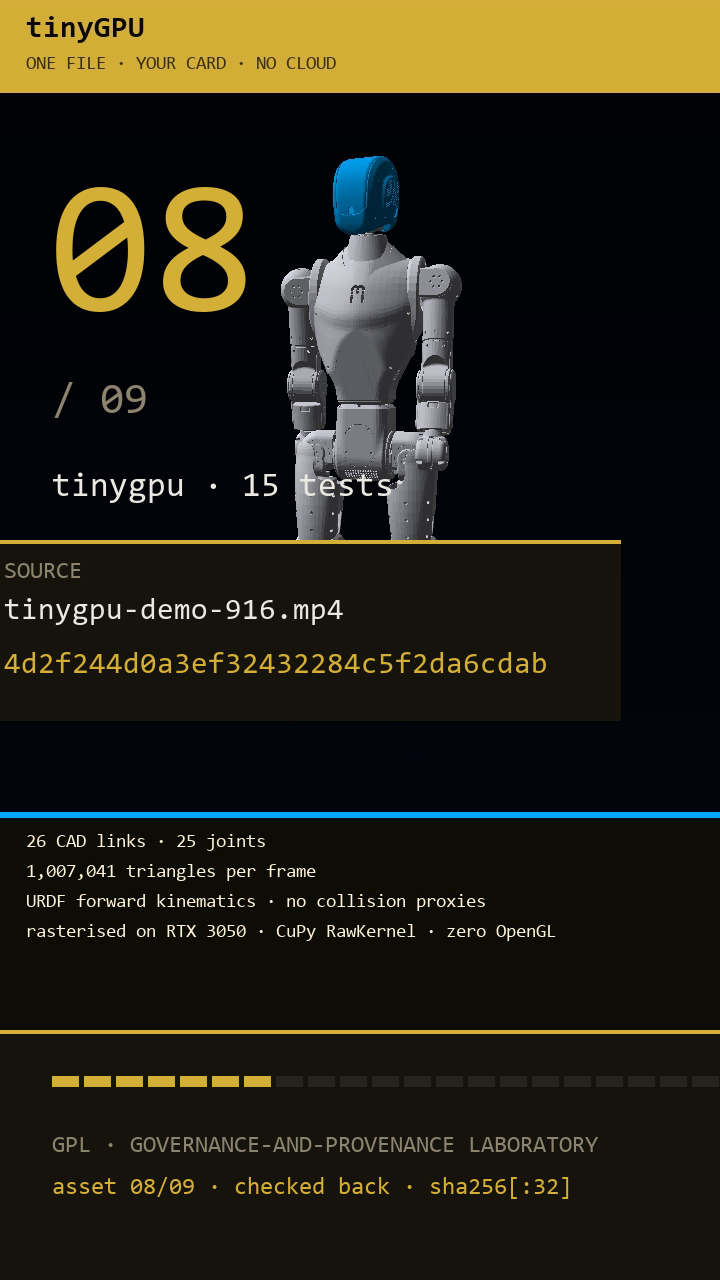 tinyGPU
ONE FILE · YOUR CARD · NO CLOUD
08
/ 09
tinygpu · 15 tests
SOURCE
tinygpu-demo-916.mp4
4d2f244d0a3ef32432284c5f2da6cdab
26 CAD links · 25 joints
1,007,041 triangles per frame
URDF forward kinematics · no collision proxies
rasterised on RTX 3050 · CuPy RawKernel · zero OpenGL
GPL · GOVERNANCE-AND-PROVENANCE LABORATORY
asset 08/09 · checked back · sha256[:32]